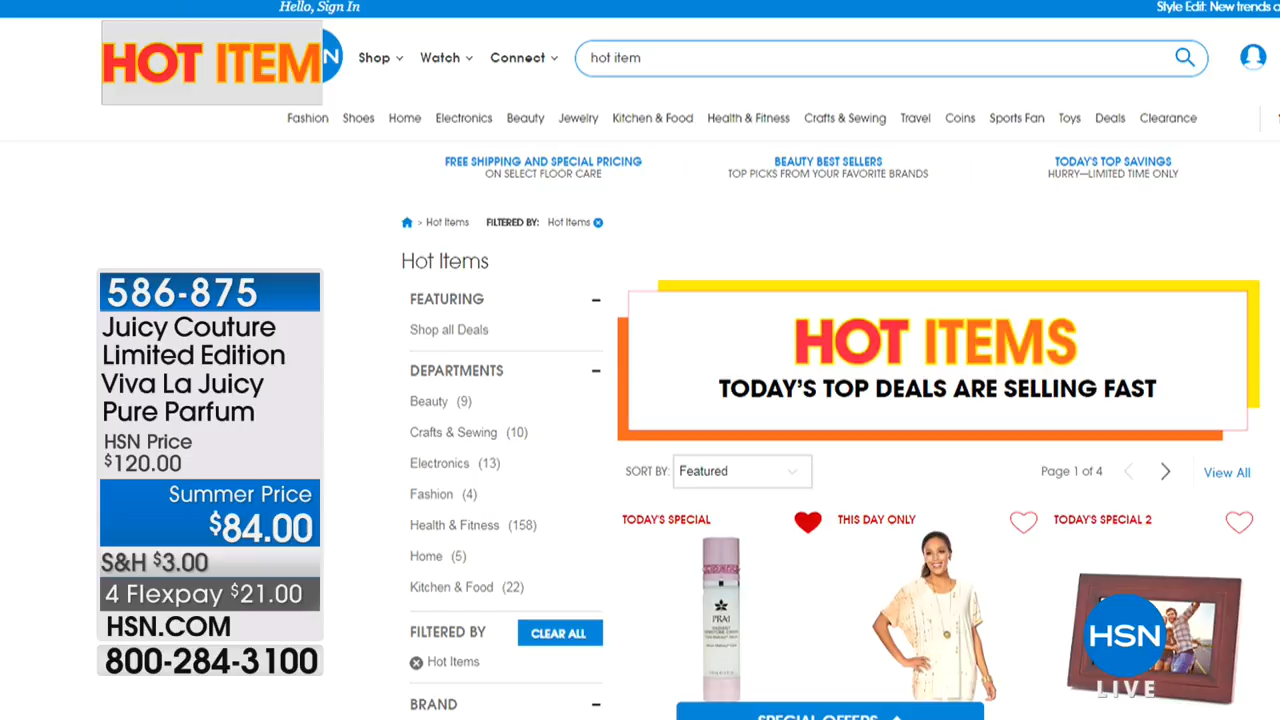 Hello, Sign In
Style Edit: New trends
HOT ITEM
N
Shop
Watch
Connect
hot item
Fashion
Shoes
Home
Electronics
Beauty
Jewelry
Kitchen & Food
Health & Fitness
Crafts & Sewing
Travel
Coins
Sports Fan
Toys
Deals
Clearance
FREE SHIPPING AND SPECIAL PRICING
ON SELECT FLOOR CARE
BEAUTY BEST SELLERS
TOP PICKS FROM YOUR FAVORITE BRANDS
TODAY'S TOP SAVINGS
HURRY—LIMITED TIME ONLY
> Hot Items
FILTERED BY: Hot Items
586-875
Juicy Couture
Limited Edition
Viva La Juicy
Pure Parfum
HSN Price
$120.00
Summer Price
$84.00
S&H $3.00
4 Flexpay $21.00
HSN.COM
800-284-3100
Hot Items
FEATURING
Shop all Deals
DEPARTMENTS
Beauty (9)
Crafts & Sewing (10)
Electronics (13)
Fashion (4)
Health & Fitness (158)
Home (5)
Kitchen & Food (22)
FILTERED BY
CLEAR ALL
Hot Items
BRAND
HOT ITEMS
TODAY'S TOP DEALS ARE SELLING FAST
SORT BY: Featured
Page 1 of 4
View All
TODAY'S SPECIAL
THIS DAY ONLY
TODAY'S SPECIAL 2
PRAI
HSN
LIVE
SPECIAL OFFERS